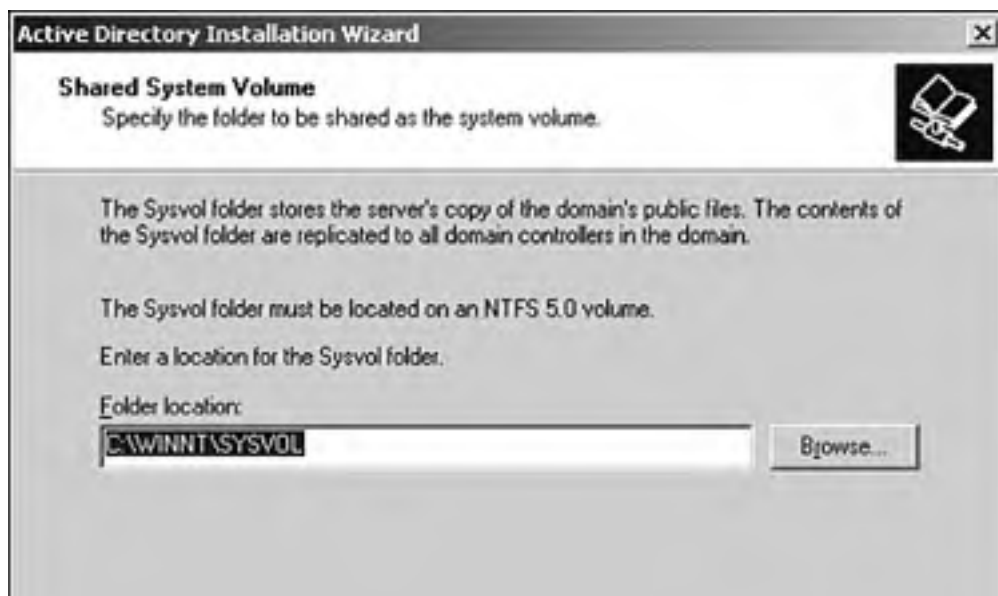 Active Directory Installation Wizard
Shared System Volume
Specify the folder to be shared as the system volume.
The Sysvol folder stores the server's copy of the domain's public files. The contents of
the Sysvol folder are replicated to all domain controllers in the domain.
The Sysvol folder must be located on an NTFS 5.0 volume.
Enter a location for the Sysvol folder.
Folder location:
C:\WINNT\SYSVOL
Browse...